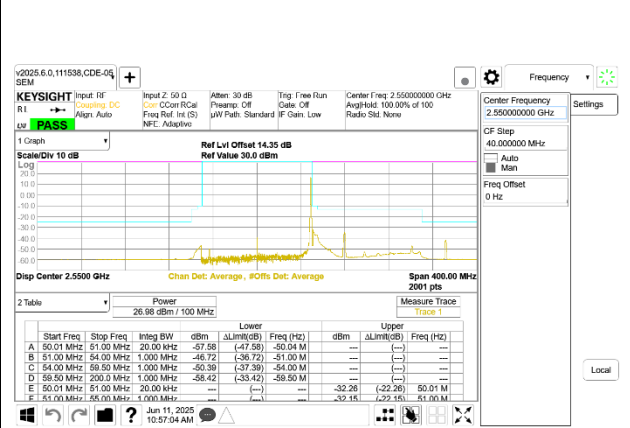 v2025.6.0,111538,CDE-05
SEM
Frequency
KEYSIGHT Input: RF Input Z: 50 Ω Atten: 30 dB Trig: Free Run Center Freq: 2.550000000 GHz
RL Coupling: DC Corr CCorr RCal Preamp: Off Gate: Off Avg|Hold: 100.00% of 100
Align: Auto Freq Ref: Int (S) µW Path: Standard IF Gain: Low Radio Std: None
PASS NFE: Adaptive
Center Frequency
2.550000000 GHz
Settings
CF Step
40.000000 MHz
Auto
Man
Freq Offset
0 Hz
1 Graph
Ref Lvl Offset 14.35 dB
Scale/Div 10 dB Ref Value 30.0 dBm
Log
20.0
10.0
0.00
-10.0
-20.0
-30.0
-40.0
-50.0
-60.0
Disp Center 2.5500 GHz Chan Det: Average, #Offs Det: Average Span 400.00 MHz
2001 pts
2 Table Power Measure Trace
26.98 dBm / 100 MHz Trace 1
Lower Upper
Start Freq Stop Freq Integ BW dBm ΔLimit(dB) Freq (Hz) dBm ΔLimit(dB) Freq (Hz)
A 50.01 MHz 51.00 MHz 20.00 kHz -57.58 (-47.58) -50.04 M --- (---) ---
B 51.00 MHz 54.00 MHz 1.000 MHz -46.72 (-36.72) -51.00 M --- (---) ---
C 54.00 MHz 59.50 MHz 1.000 MHz -50.39 (-37.39) -54.00 M --- (---) ---
D 59.50 MHz 200.0 MHz 1.000 MHz -58.42 (-33.42) -59.50 M --- (---) ---
E 50.01 MHz 51.00 MHz 20.00 kHz --- (---) --- -32.26 (-22.26) 50.01 M
F 51.00 MHz 55.00 MHz 1.000 MHz --- (---) --- -32.15 (-22.15) 51.00 M
Local
Jun 11, 2025
10:57:04 AM